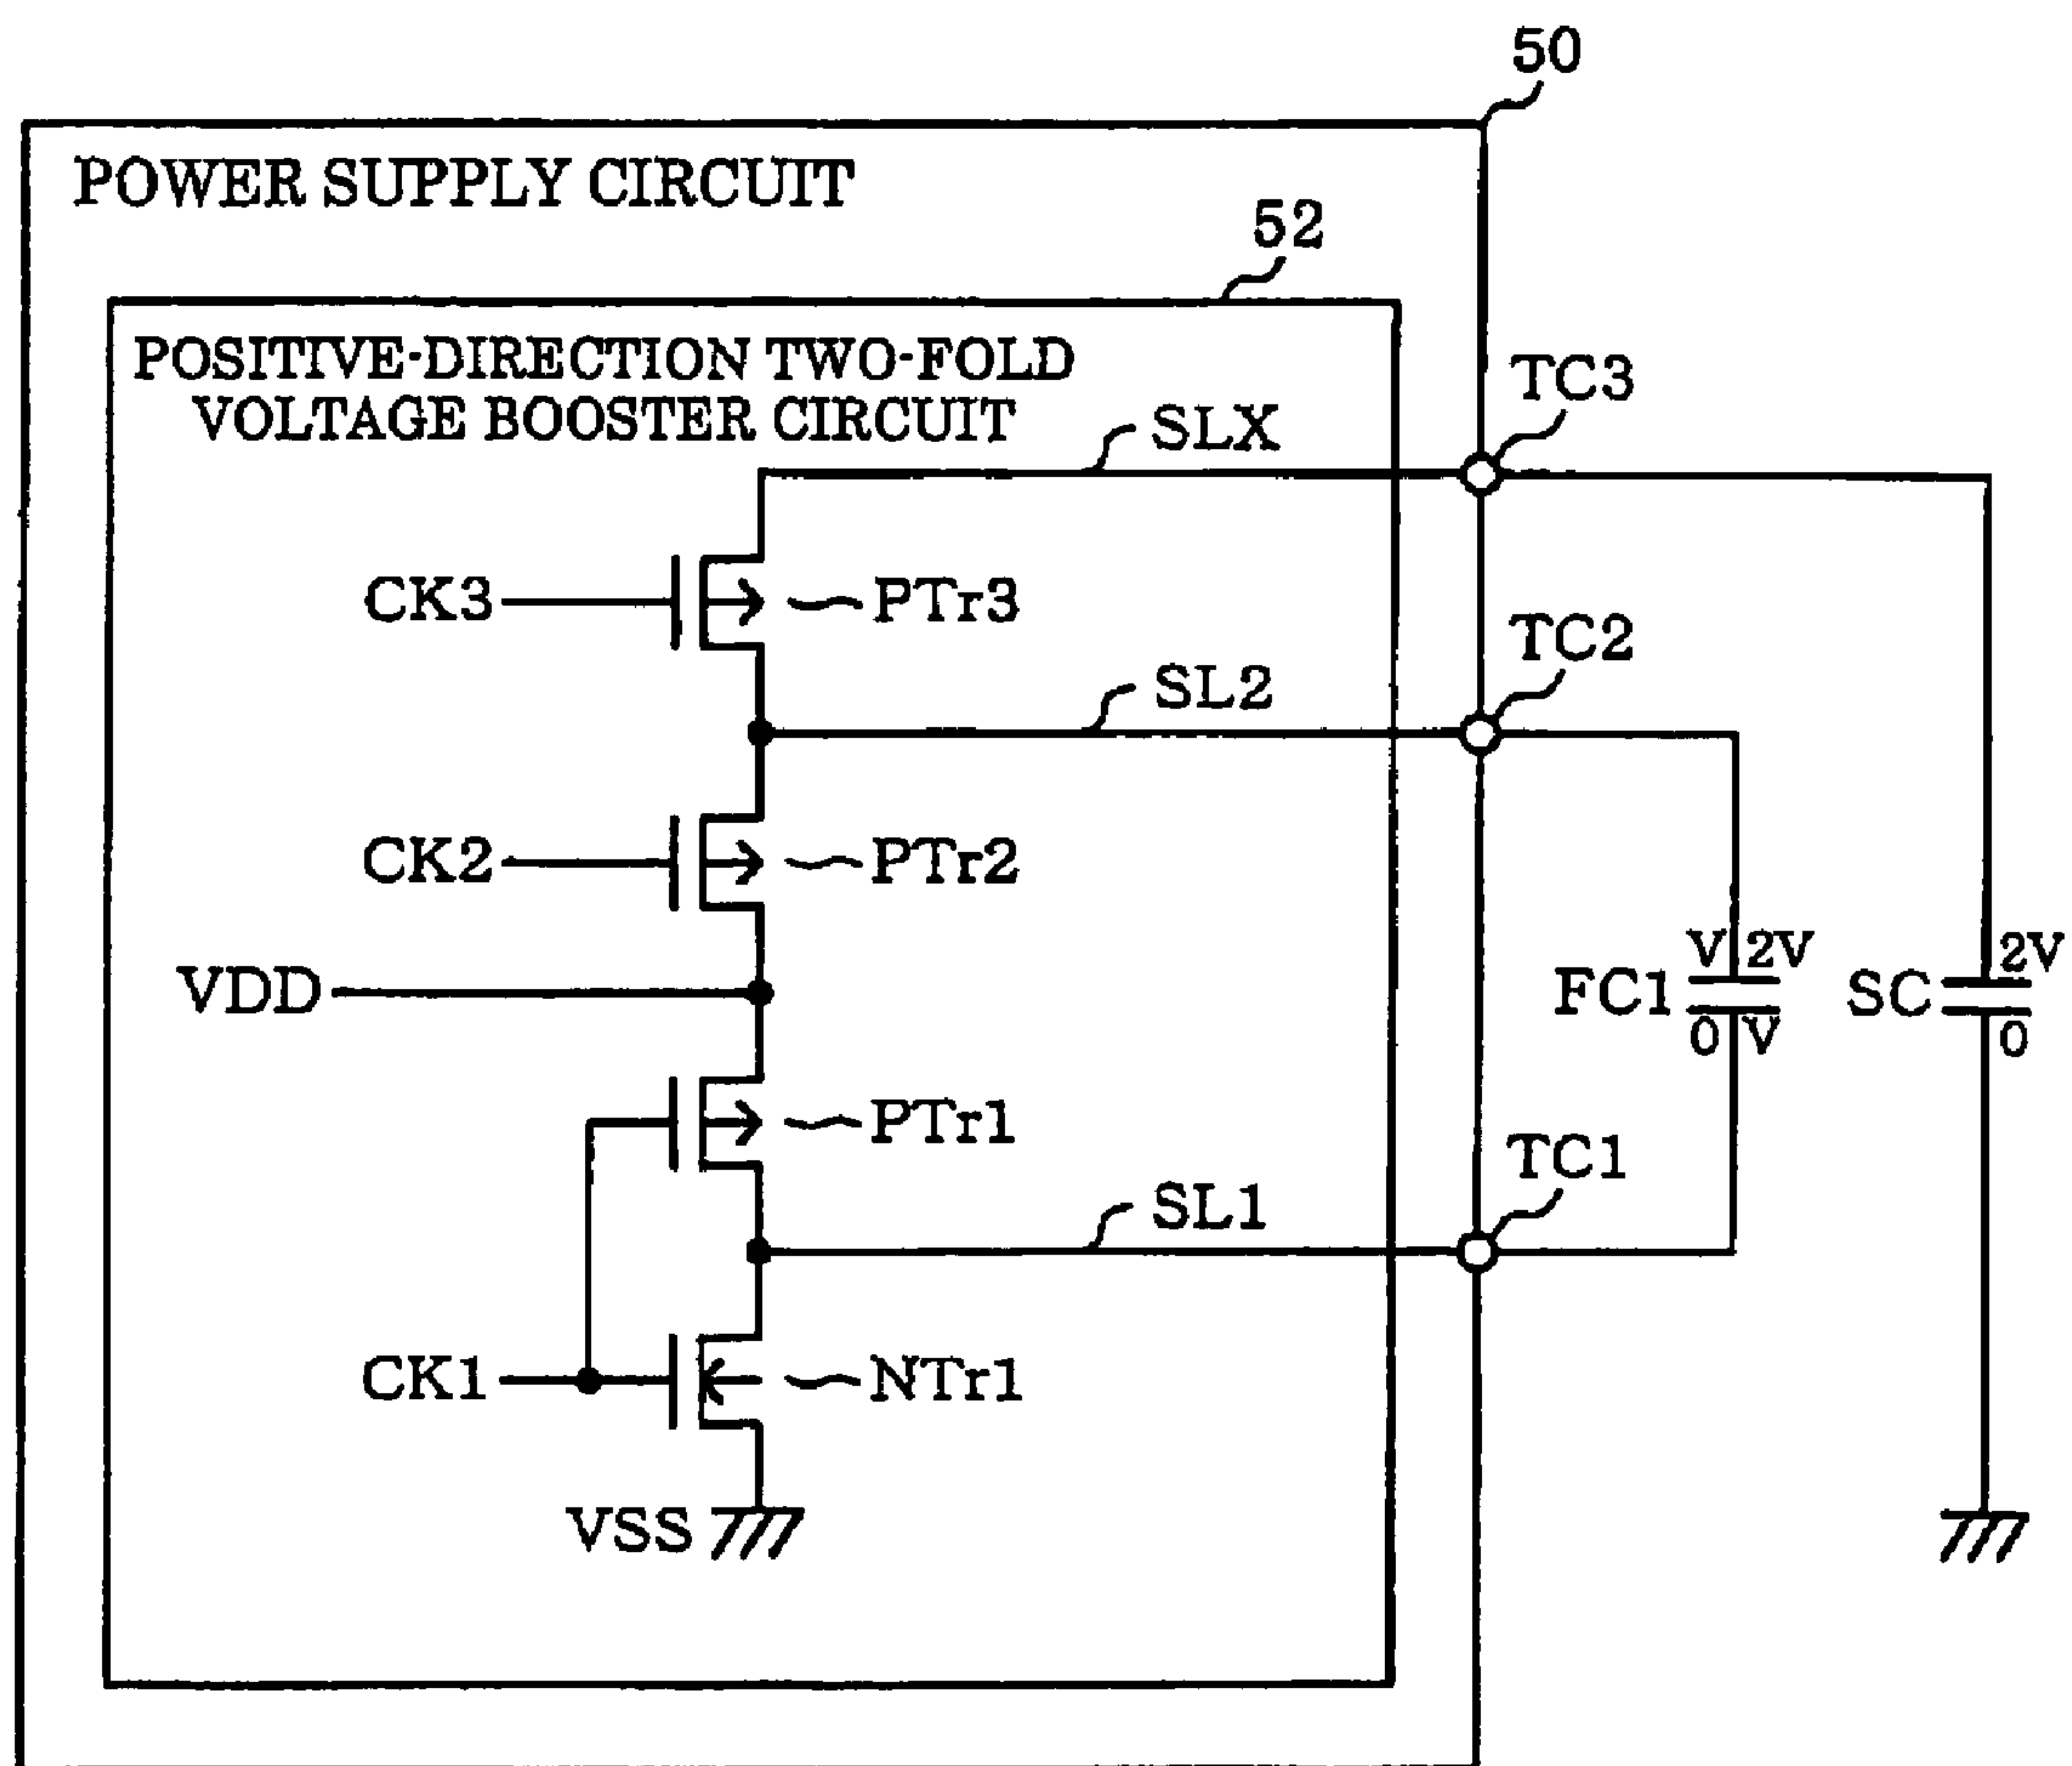 50
POWER SUPPLY CIRCUIT
52
POSITIVE-DIRECTION TWO-FOLD
VOLTAGE BOOSTER CIRCUIT
TC3
SLX
CK3
PTr3
TC2
SL2
CK2
PTr2
V 2V
2V
VDD
FC1
SC
0 V
0
PTr1
TC1
SL1
CK1
NTr1
VSS